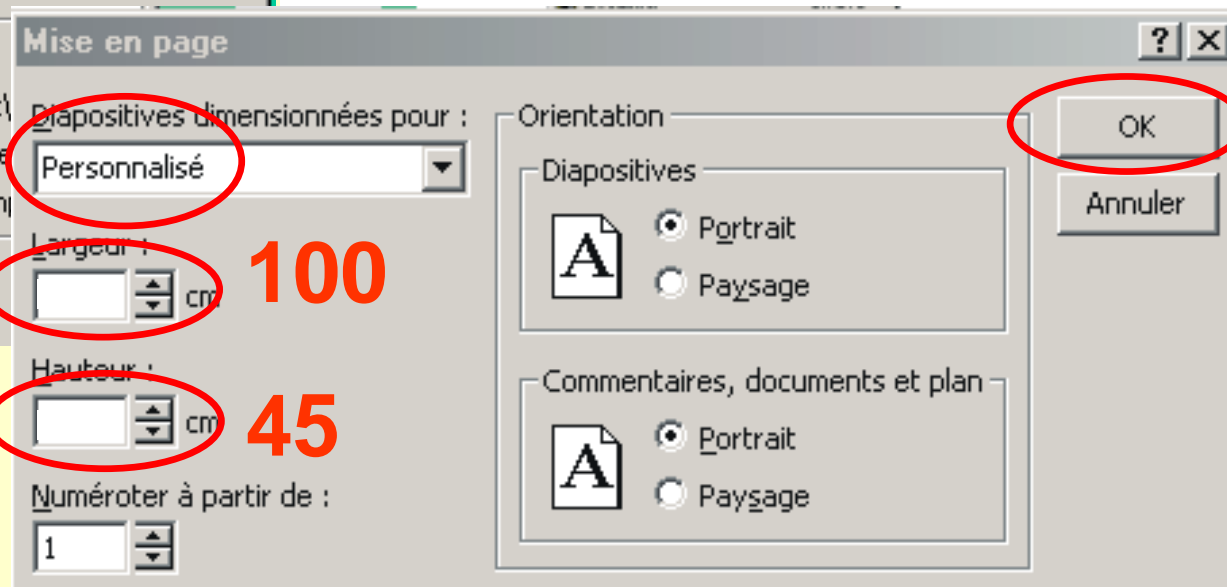 Mise en page
Diapositives dimensionnées pour :
Personnalisé
Largeur :
cm
100
Hauteur :
cm
45
Numéroter à partir de :
1
Orientation
Diapositives
A
Portrait
Paysage
Commentaires, documents et plan
A
Portrait
Paysage
OK
Annuler